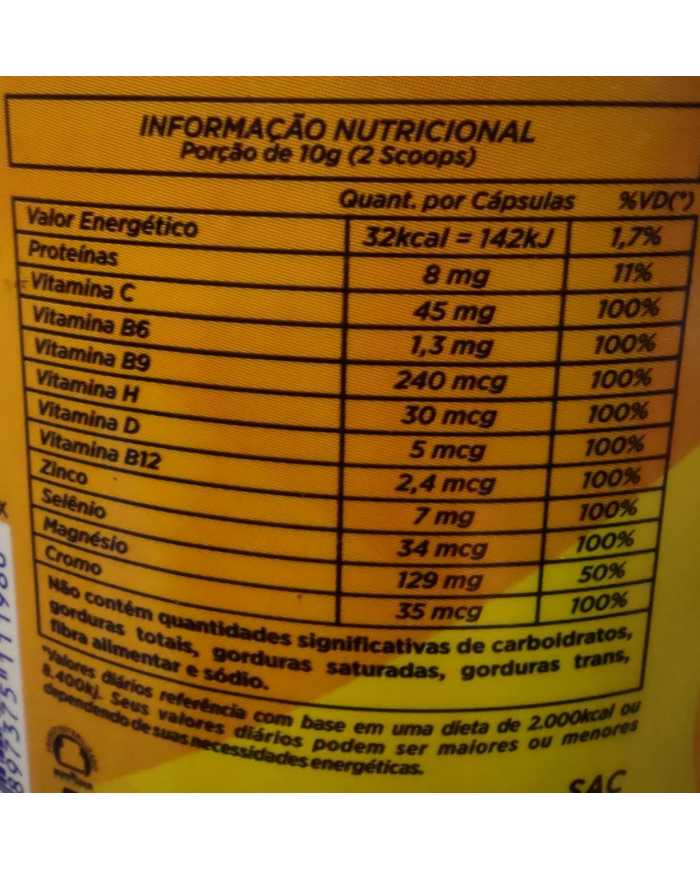 INFORMAÇÃO NUTRICIONAL
Porção de 10g (2 Scoops)
Quant. por Cápsulas %VD(*)
Valor Energético 32kcal = 142kJ 1,7%
Proteínas 8 mg 11%
Vitamina C 45 mg 100%
Vitamina B6 1,3 mg 100%
Vitamina B9 240 mcg 100%
Vitamina H 30 mcg 100%
Vitamina D 5 mcg 100%
Vitamina B12 2,4 mcg 100%
Zinco 7 mg 100%
Selênio 34 mcg 100%
Magnésio 129 mg 50%
Cromo 35 mcg 100%
Não contém quantidades significativas de carboidratos,
gorduras totais, gorduras saturadas, gorduras trans,
fibra alimentar e sódio.
*Valores diários referência com base em uma dieta de 2.000kcal ou
8.400kj. Seus valores diários podem ser maiores ou menores
dependendo de suas necessidades energéticas.
SAC